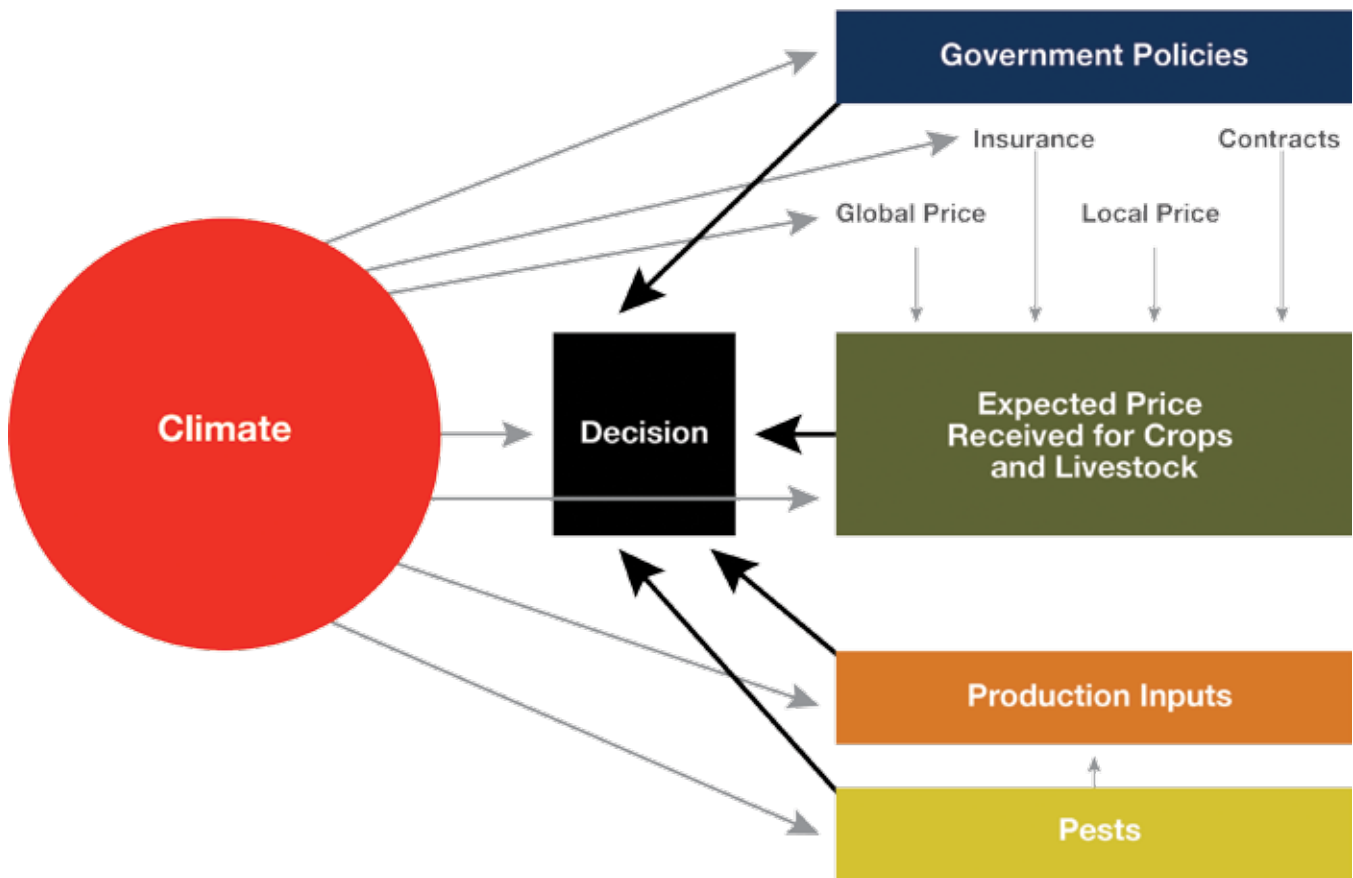 Government Policies
Insurance
Contracts
Global Price
Local Price
Climate
Decision
Expected Price
Received for Crops
and Livestock
Production Inputs
Pests